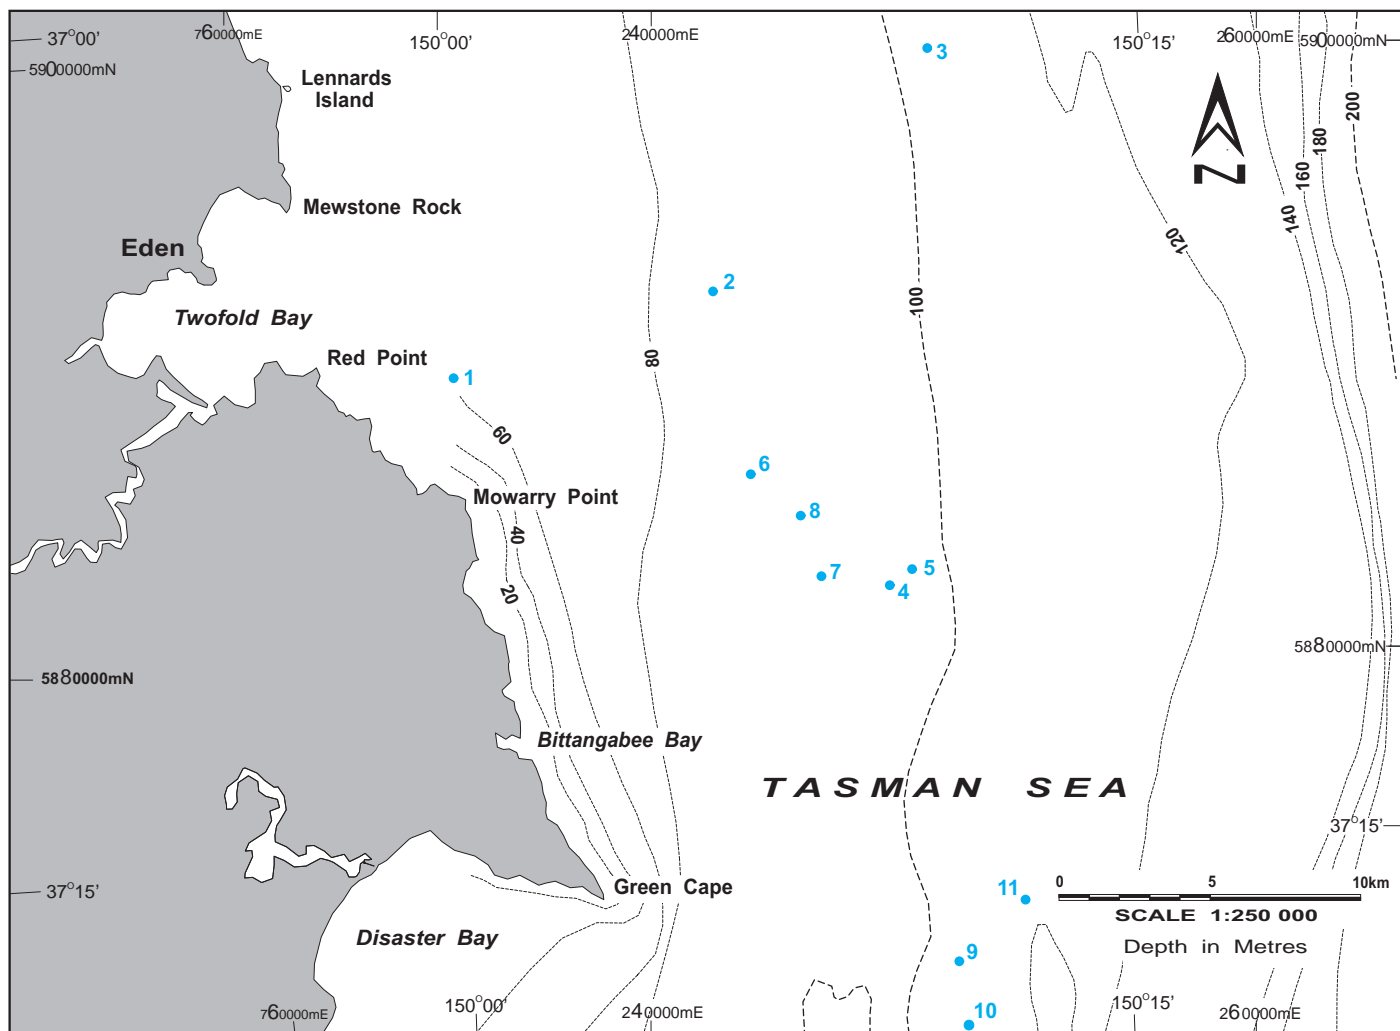 37°00'
760000mE
150°00'
240000mE
150°15'
260000mE
5900000mN
5900000mN
Lennards
Island
3
200
180
160
140
120
N
Mewstone Rock
Eden
2
100
Twofold Bay
Red Point
80
1
60
6
Mowarry Point
8
40
5
7
4
20
5880000mN
5880000mN
Bittangabee Bay
TASMAN SEA
37°15'
37°15'
Green Cape
11
0 5 10km
SCALE 1:250 000
Depth in Metres
Disaster Bay
9
760000mE
150°00'
240000mE
10
150°15'
260000mE